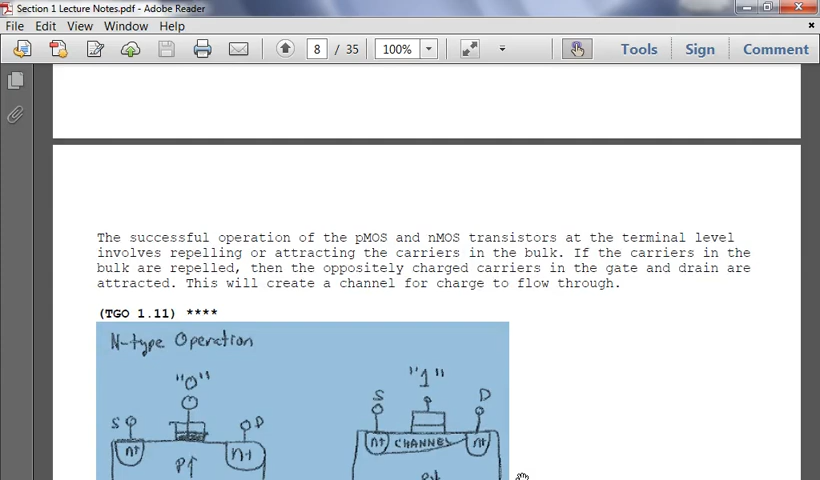 Section 1 Lecture Notes.pdf - Adobe Reader
File Edit View Window Help
8 / 35 100% Tools Sign Comment
The successful operation of the pMOS and nMOS transistors at the terminal level
involves repelling or attracting the carriers in the bulk. If the carriers in the
bulk are repelled, then the oppositely charged carriers in the gate and drain are
attracted. This will create a channel for charge to flow through.
(TGO 1.11) ****
N-type Operation
"0" "1"
S D S D
n+ n+ n+ CHANNEL n+
P↑